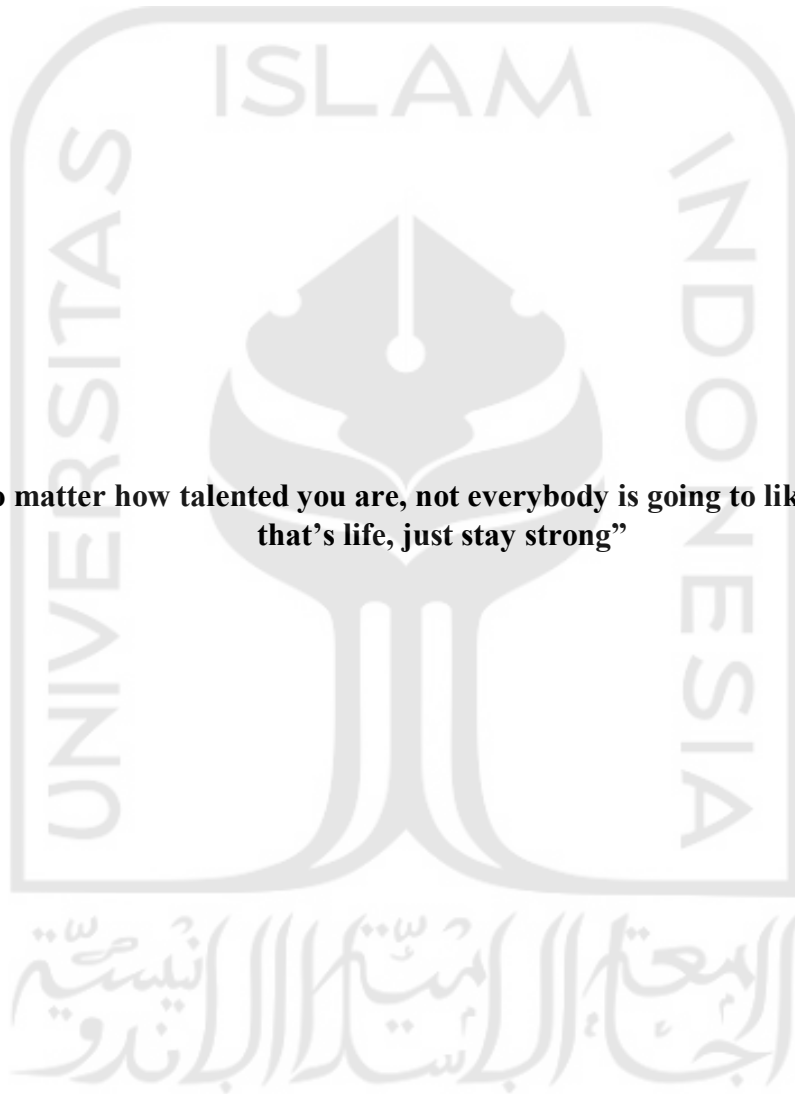 UNIVERSITAS
ISLAM
INDONESIA
o matter how talented you are, not everybody is going to lik
that’s life, just stay strong”
الجامعة الإسلامية الإندونيسية